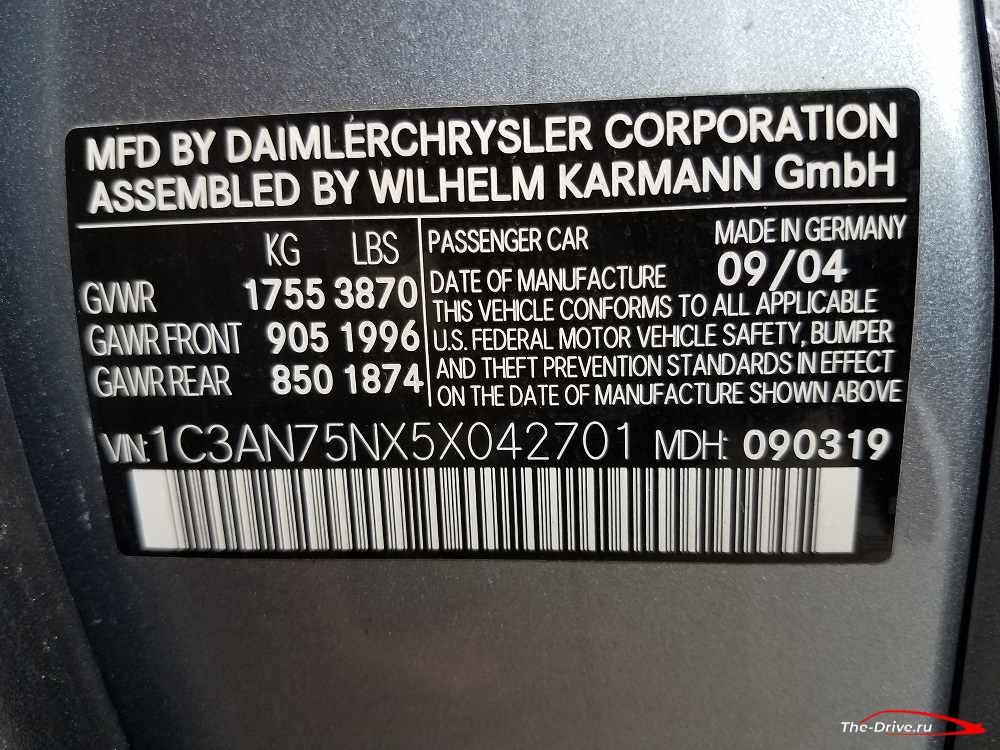 MFD BY DAIMLERCHRYSLER CORPORATION
ASSEMBLED BY WILHELM KARMANN GmbH
KG LBS
GVWR 1755 3870
GAWR FRONT 905 1996
GAWR REAR 850 1874
PASSENGER CAR MADE IN GERMANY
DATE OF MANUFACTURE 09/04
THIS VEHICLE CONFORMS TO ALL APPLICABLE
U.S. FEDERAL MOTOR VEHICLE SAFETY, BUMPER
AND THEFT PREVENTION STANDARDS IN EFFECT
ON THE DATE OF MANUFACTURE SHOWN ABOVE
VIN: 1C3AN75NX5X042701 MDH: 090319
The-Drive.ru